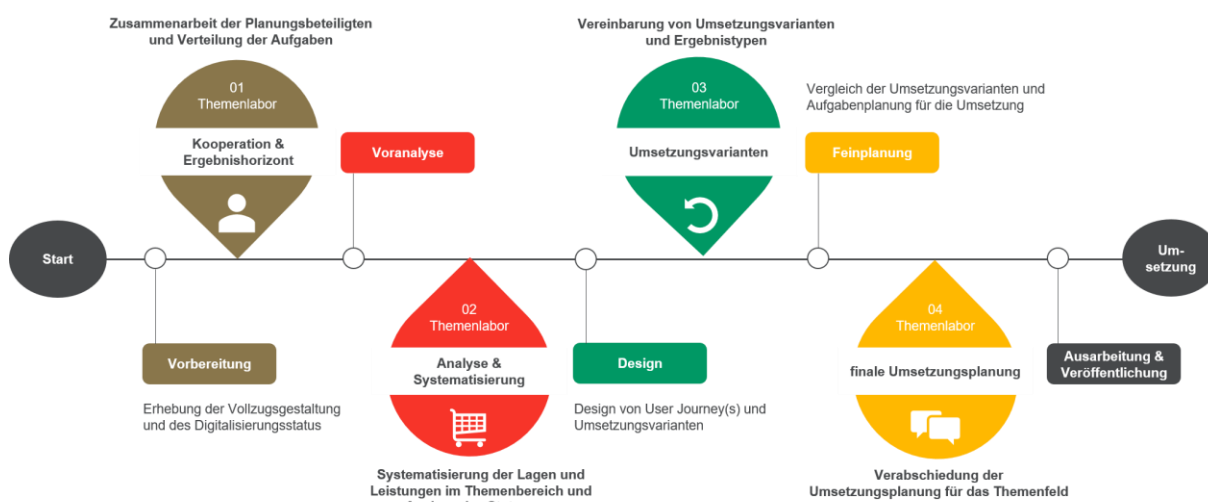 Zusammenarbeit der Planungsbeteiligten
und Verteilung der Aufgaben
01
Themenlabor
Kooperation &
Ergebnishorizont
Voranalyse
Vereinbarung von Umsetzungsvarianten
und Ergebnistypen
03
Themenlabor
Umsetzungsvarianten
Vergleich der Umsetzungsvarianten und
Aufgabenplanung für die Umsetzung
Feinplanung
Start
Um-
setzung
Vorbereitung
Erhebung der Vollzugsgestaltung
und des Digitalisierungsstatus
02
Themenlabor
Analyse &
Systematisierung
Systematisierung der Lagen und
Leistungen im Themenbereich und
Design
Design von User Journey(s) und
Umsetzungsvarianten
04
Themenlabor
finale Umsetzungsplanung
Verabschiedung der
Umsetzungsplanung für das Themenfeld
Ausarbeitung &
Veröffentlichung